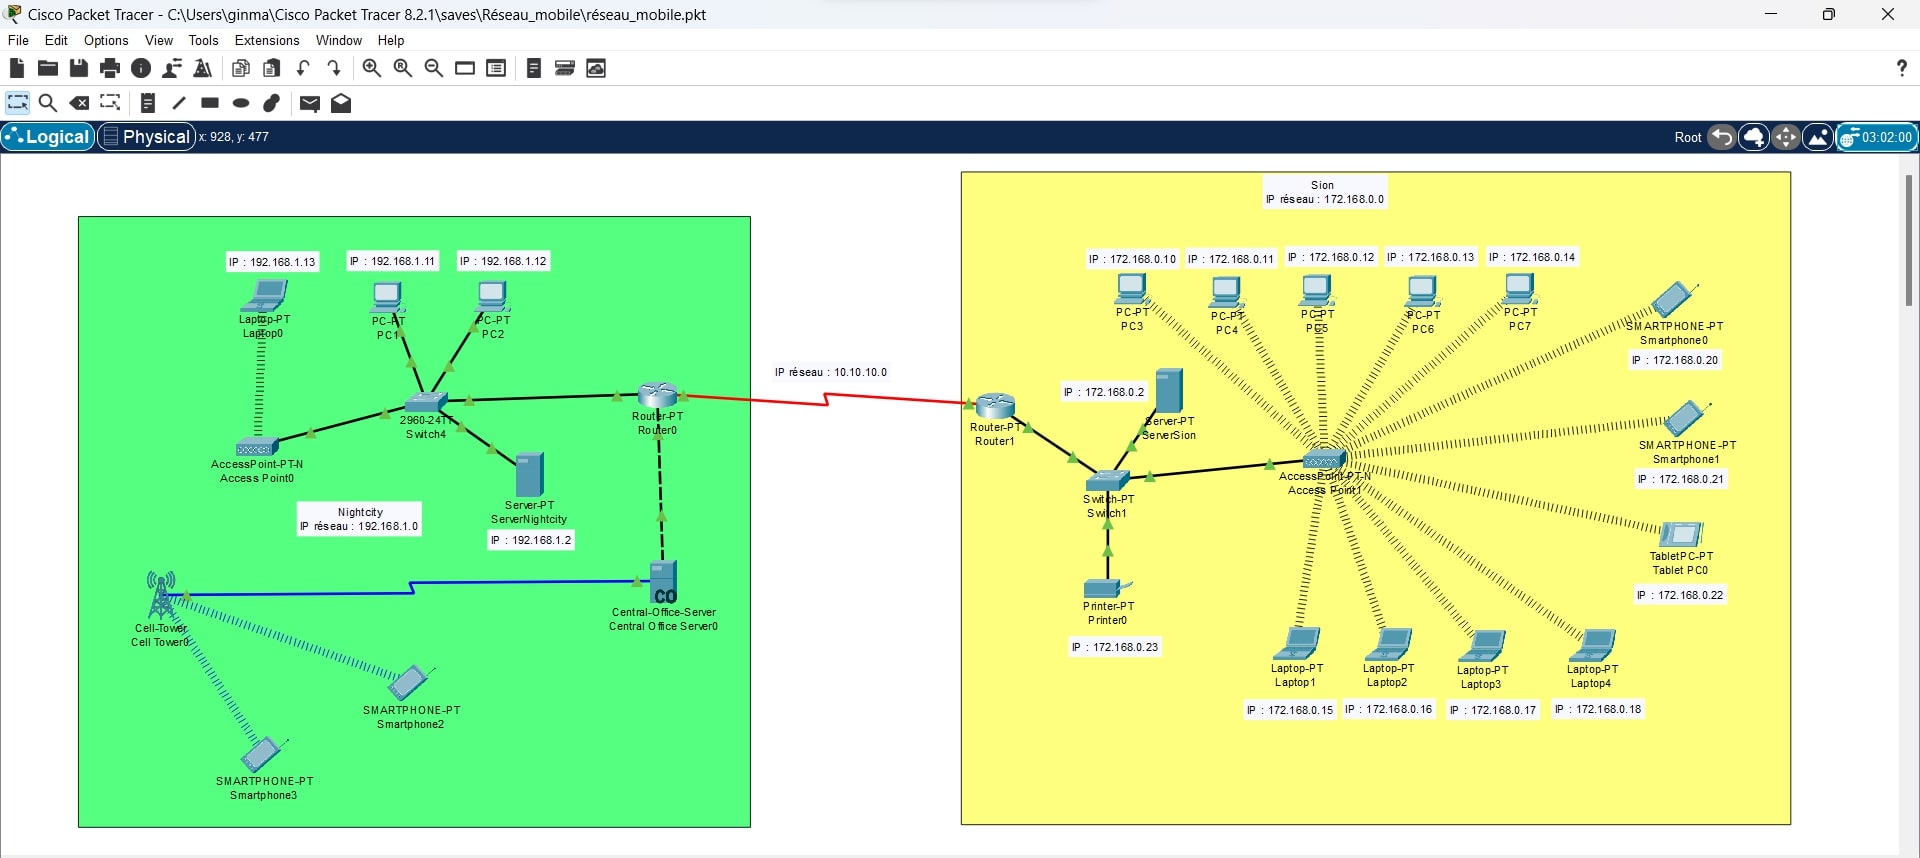 Cisco Packet Tracer - C:\Users\ginma\Cisco Packet Tracer 8.2.1\saves\Réseau_mobile\réseau_mobile.pkt
File Edit Options View Tools Extensions Window Help
Logical Physical x: 928, y: 477 Root 03:02:00
Sion
IP réseau : 172.168.0.0
IP : 192.168.1.13
IP : 192.168.1.11
IP : 192.168.1.12
Laptop-PT
Laptop0
PC-PT
PC1
PC-PT
PC2
2960-24TT
Switch4
Router-PT
Router0
AccessPoint-PT-N
Access Point0
Nightcity
IP réseau : 192.168.1.0
Server-PT
ServerNightcity
IP : 192.168.1.2
Cell-Tower
Cell Tower0
Central-Office-Server
Central Office Server0
CO
SMARTPHONE-PT
Smartphone2
SMARTPHONE-PT
Smartphone3
IP réseau : 10.10.10.0
IP : 172.168.0.10
IP : 172.168.0.11
IP : 172.168.0.12
IP : 172.168.0.13
IP : 172.168.0.14
PC-PT
PC3
PC-PT
PC4
PC-PT
PC5
PC-PT
PC6
PC-PT
PC7
SMARTPHONE-PT
Smartphone0
IP : 172.168.0.20
IP : 172.168.0.2
Server-PT
ServerSion
Router-PT
Router1
SMARTPHONE-PT
Smartphone1
IP : 172.168.0.21
Switch-PT
Switch1
AccessPoint-PT-N
Access Point1
TabletPC-PT
Tablet PC0
IP : 172.168.0.22
Printer-PT
Printer0
IP : 172.168.0.23
Laptop-PT
Laptop1
Laptop-PT
Laptop2
Laptop-PT
Laptop3
Laptop-PT
Laptop4
IP : 172.168.0.15
IP : 172.168.0.16
IP : 172.168.0.17
IP : 172.168.0.18